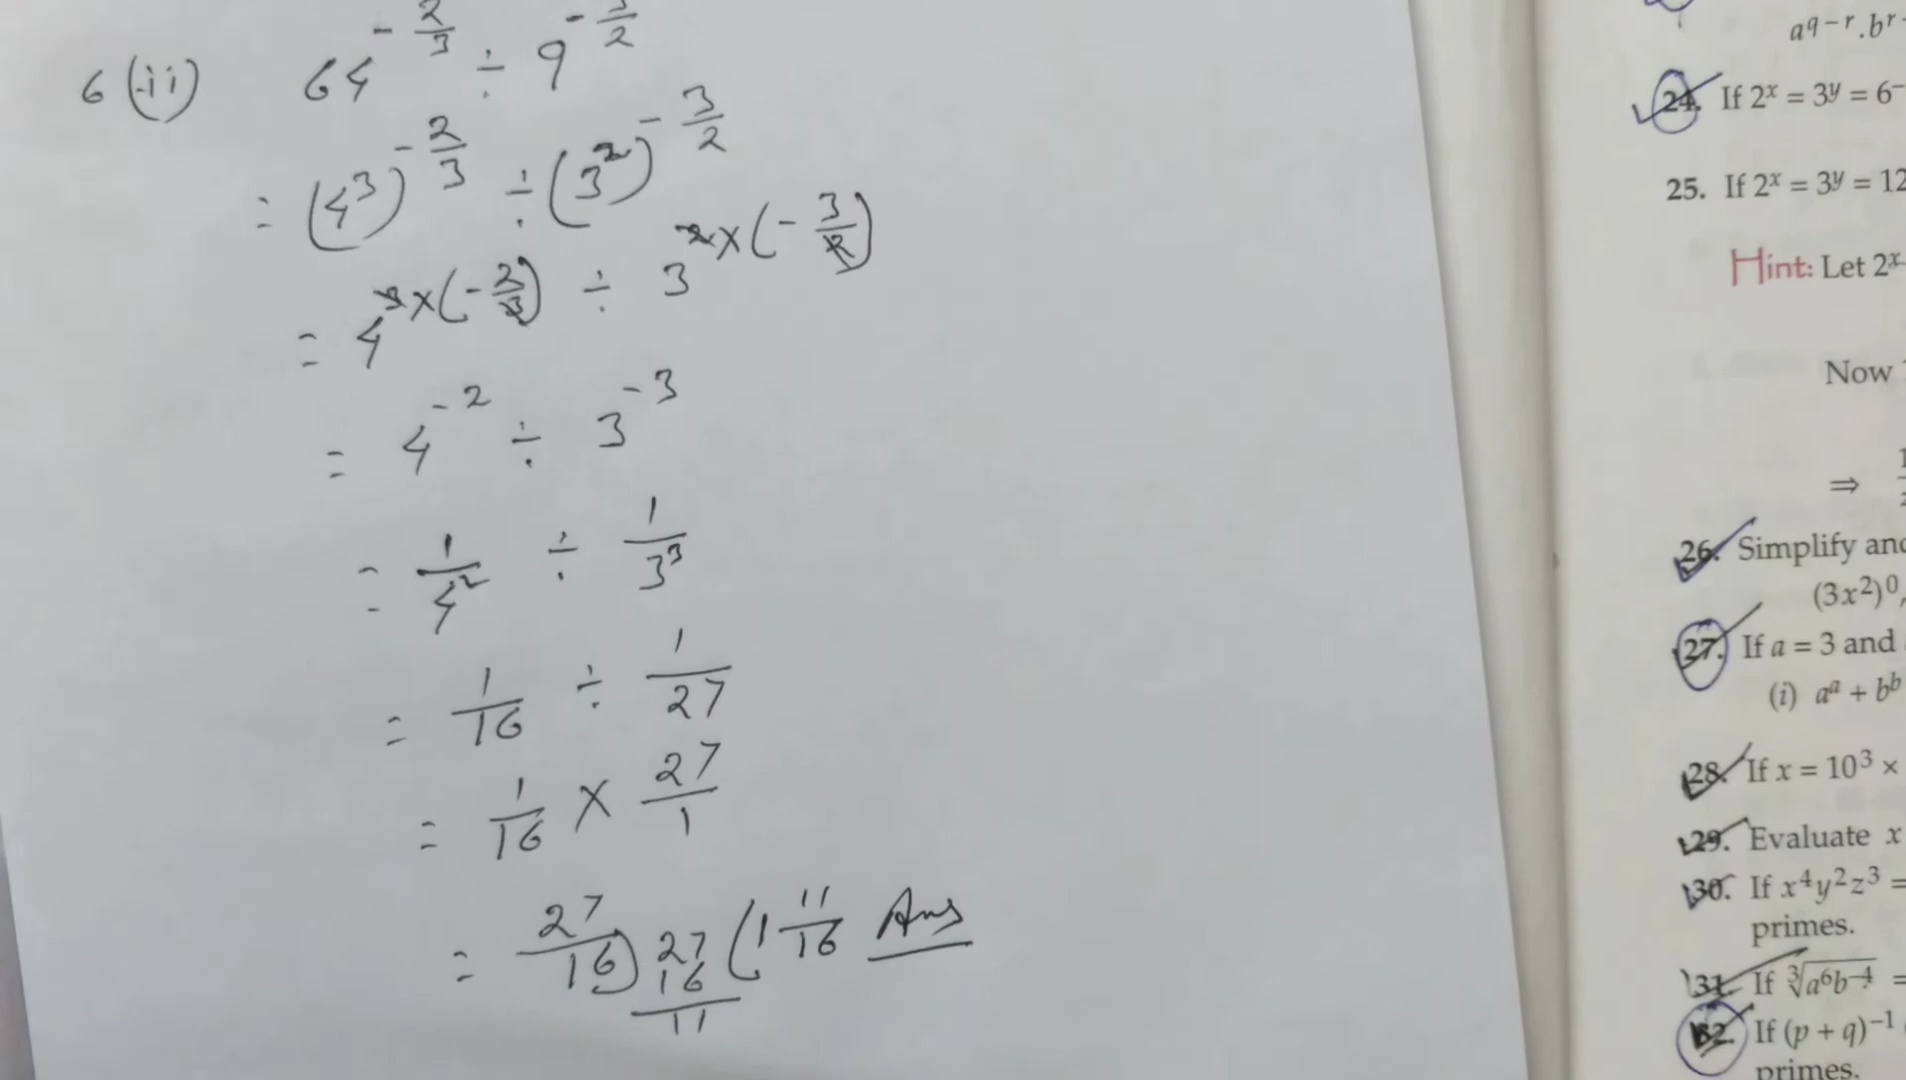 6 (ii) 64^{-2/3} ÷ 9^{-3/2}
= (4^3)^{-2/3} ÷ (3^2)^{-3/2}
= 4^{3×(-2/3)} ÷ 3^{2×(-3/2)}
= 4^{-2} ÷ 3^{-3}
= 1/4^2 ÷ 1/3^3
= 1/16 ÷ 1/27
= 1/16 × 27/1
= 27/16) 27 (1 11/16 Ans
16
11
a^{q-r}.b^r
24. If 2^x = 3^y = 6^-
25. If 2^x = 3^y = 12
Hint: Let 2^x
Now
⇒
26. Simplify and
(3x^2)^0,
27. If a = 3 and
(i) a^a + b^b
28. If x = 10^3 ×
29. Evaluate x
30. If x^4y^2z^3 =
primes.
31. If ∛(a^6b^{-4}) =
32. If (p + q)^{-1}
primes.